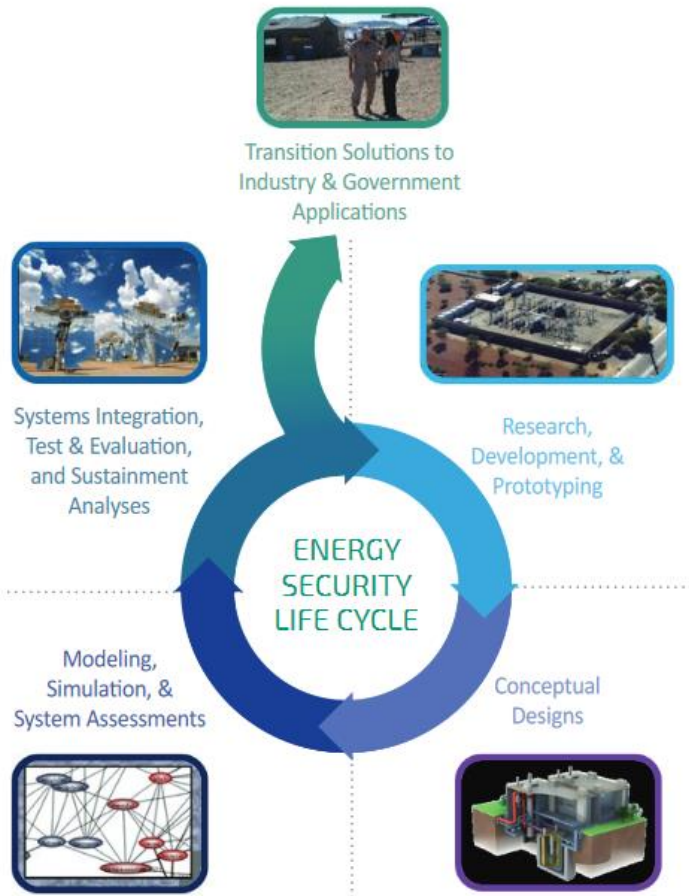 Transition Solutions to
Industry & Government
Applications
Systems Integration,
Test & Evaluation,
and Sustainment
Analyses
Research,
Development, &
Prototyping
ENERGY
SECURITY
LIFE CYCLE
Modeling,
Simulation, &
System Assessments
Conceptual
Designs